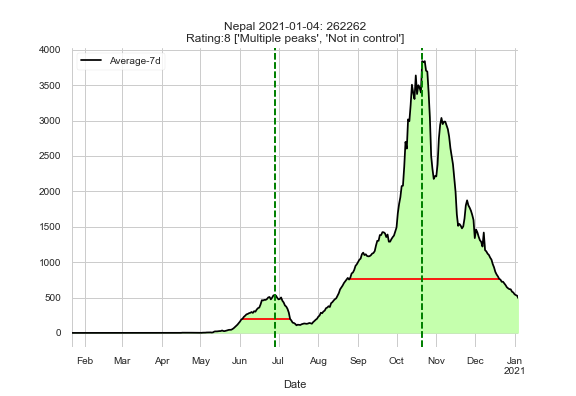 Nepal 2021-01-04: 262262
Rating:8 ['Multiple peaks', 'Not in control']
Average-7d
4000
3500
3000
2500
2000
1500
1000
500
0
Feb Mar Apr May Jun Jul Aug Sep Oct Nov Dec Jan
2021
Date